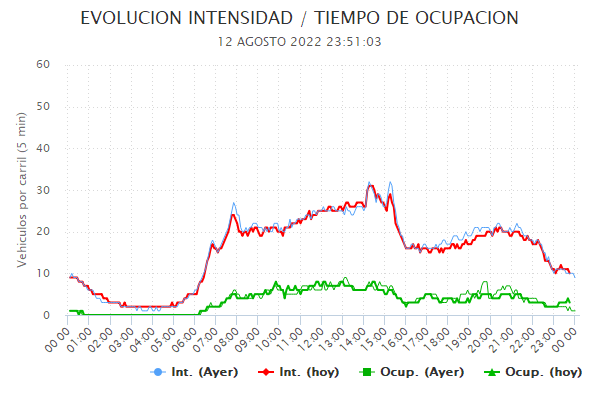 EVOLUCION INTENSIDAD / TIEMPO DE OCUPACION
12 AGOSTO 2022 23:51:03
Vehiculos por carril (5 min)
60
50
40
30
20
10
0
00:00 01:00 02:00 03:00 04:00 05:00 06:00 07:00 08:00 09:00 10:00 11:00 12:00 13:00 14:00 15:00 16:00 17:00 18:00 19:00 20:00 21:00 22:00 23:00 00:00
Int. (Ayer) Int. (hoy) Ocup. (Ayer) Ocup. (hoy)